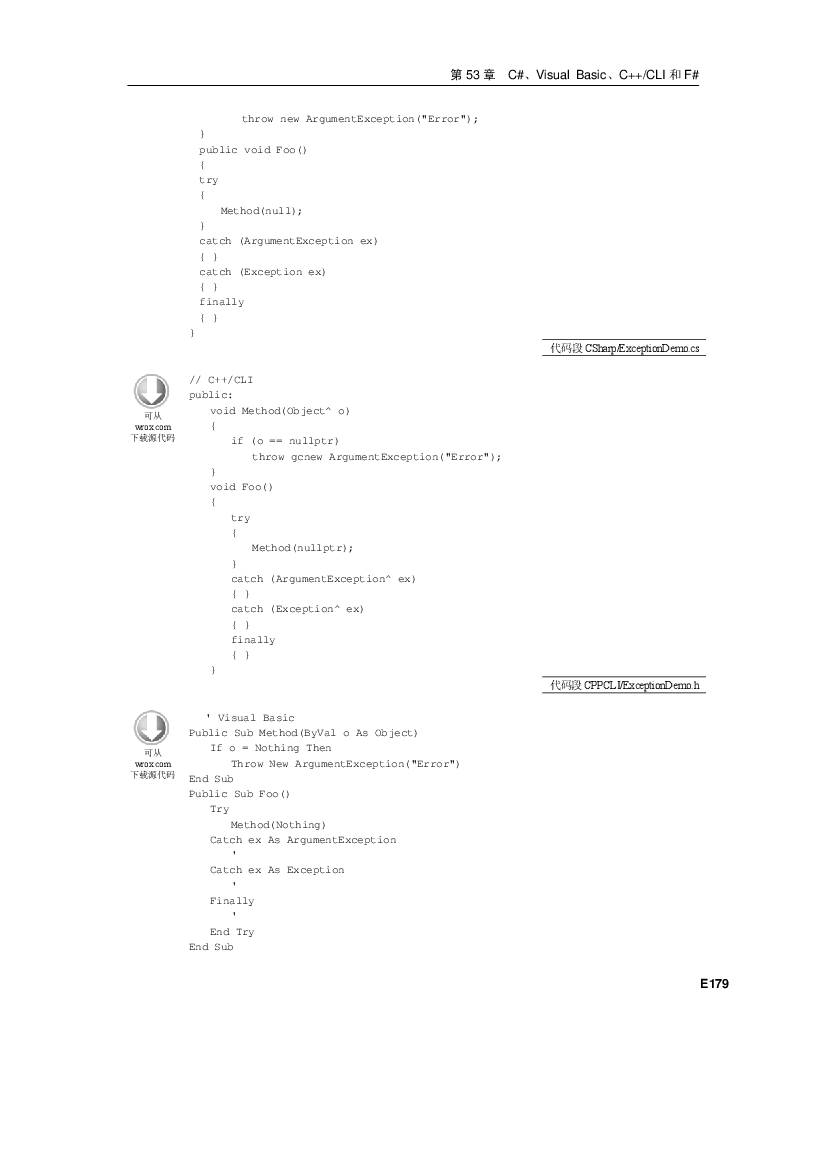 第 53 章 C#、Visual Basic、C++/CLI 和 F#
throw new ArgumentException("Error");
}
public void Foo()
{
try
{
Method(null);
}
catch (ArgumentException ex)
{ }
catch (Exception ex)
{ }
finally
{ }
}
代码段 CSharp/ExceptionDemo.cs
可从
wrox.com
下载源代码
// C++/CLI
public:
void Method(Object^ o)
{
if (o == nullptr)
throw gcnew ArgumentException("Error");
}
void Foo()
{
try
{
Method(nullptr);
}
catch (ArgumentException^ ex)
{ }
catch (Exception^ ex)
{ }
finally
{ }
}
代码段 CPPCLI/ExceptionDemo.h
可从
wrox.com
下载源代码
' Visual Basic
Public Sub Method(ByVal o As Object)
If o = Nothing Then
Throw New ArgumentException("Error")
End Sub
Public Sub Foo()
Try
Method(Nothing)
Catch ex As ArgumentException
'
Catch ex As Exception
'
Finally
'
End Try
End Sub
E179